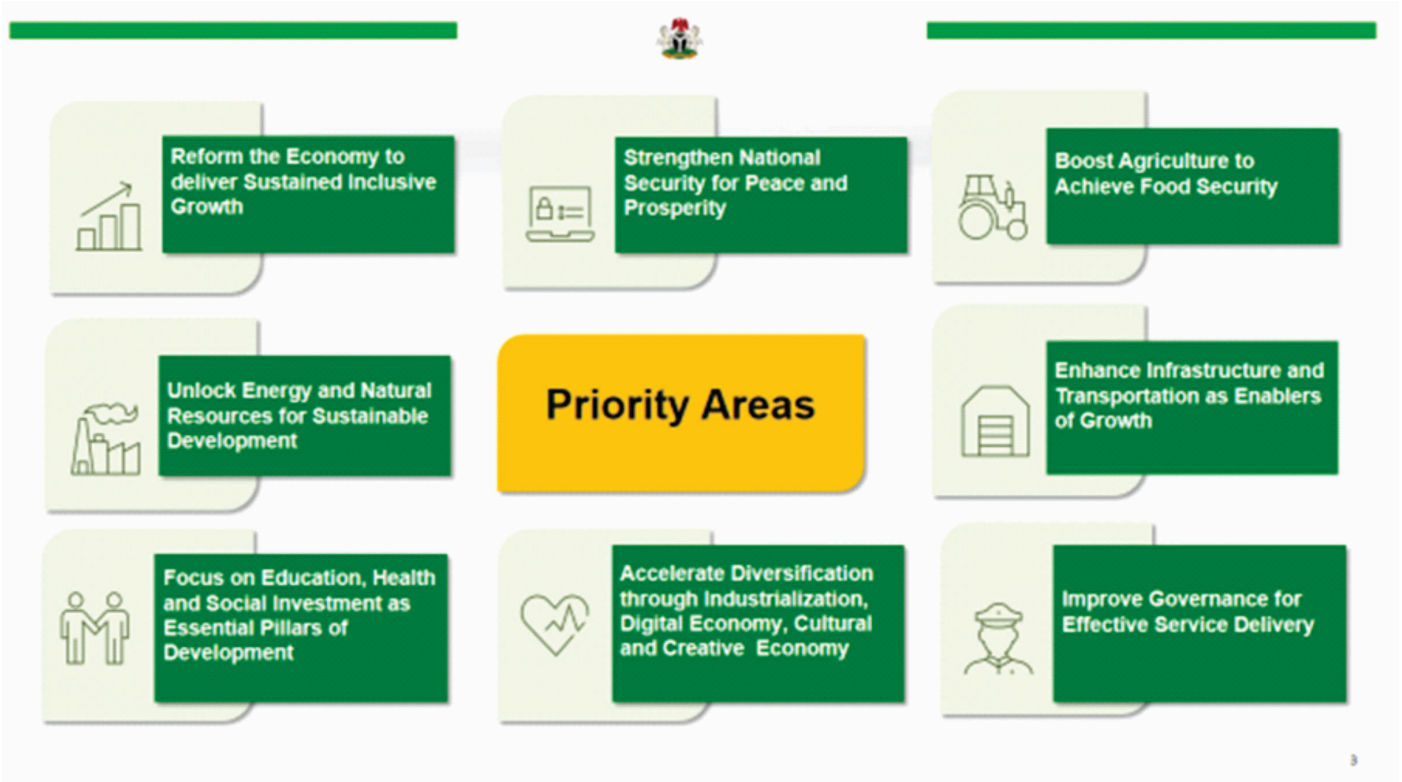 Reform the Economy to
deliver Sustained Inclusive
Growth
Strengthen National
Security for Peace and
Prosperity
Boost Agriculture to
Achieve Food Security
Unlock Energy and Natural
Resources for Sustainable
Development
Priority Areas
Enhance Infrastructure and
Transportation as Enablers
of Growth
Focus on Education, Health
and Social Investment as
Essential Pillars of
Development
Accelerate Diversification
through Industrialization,
Digital Economy, Cultural
and Creative Economy
Improve Governance for
Effective Service Delivery